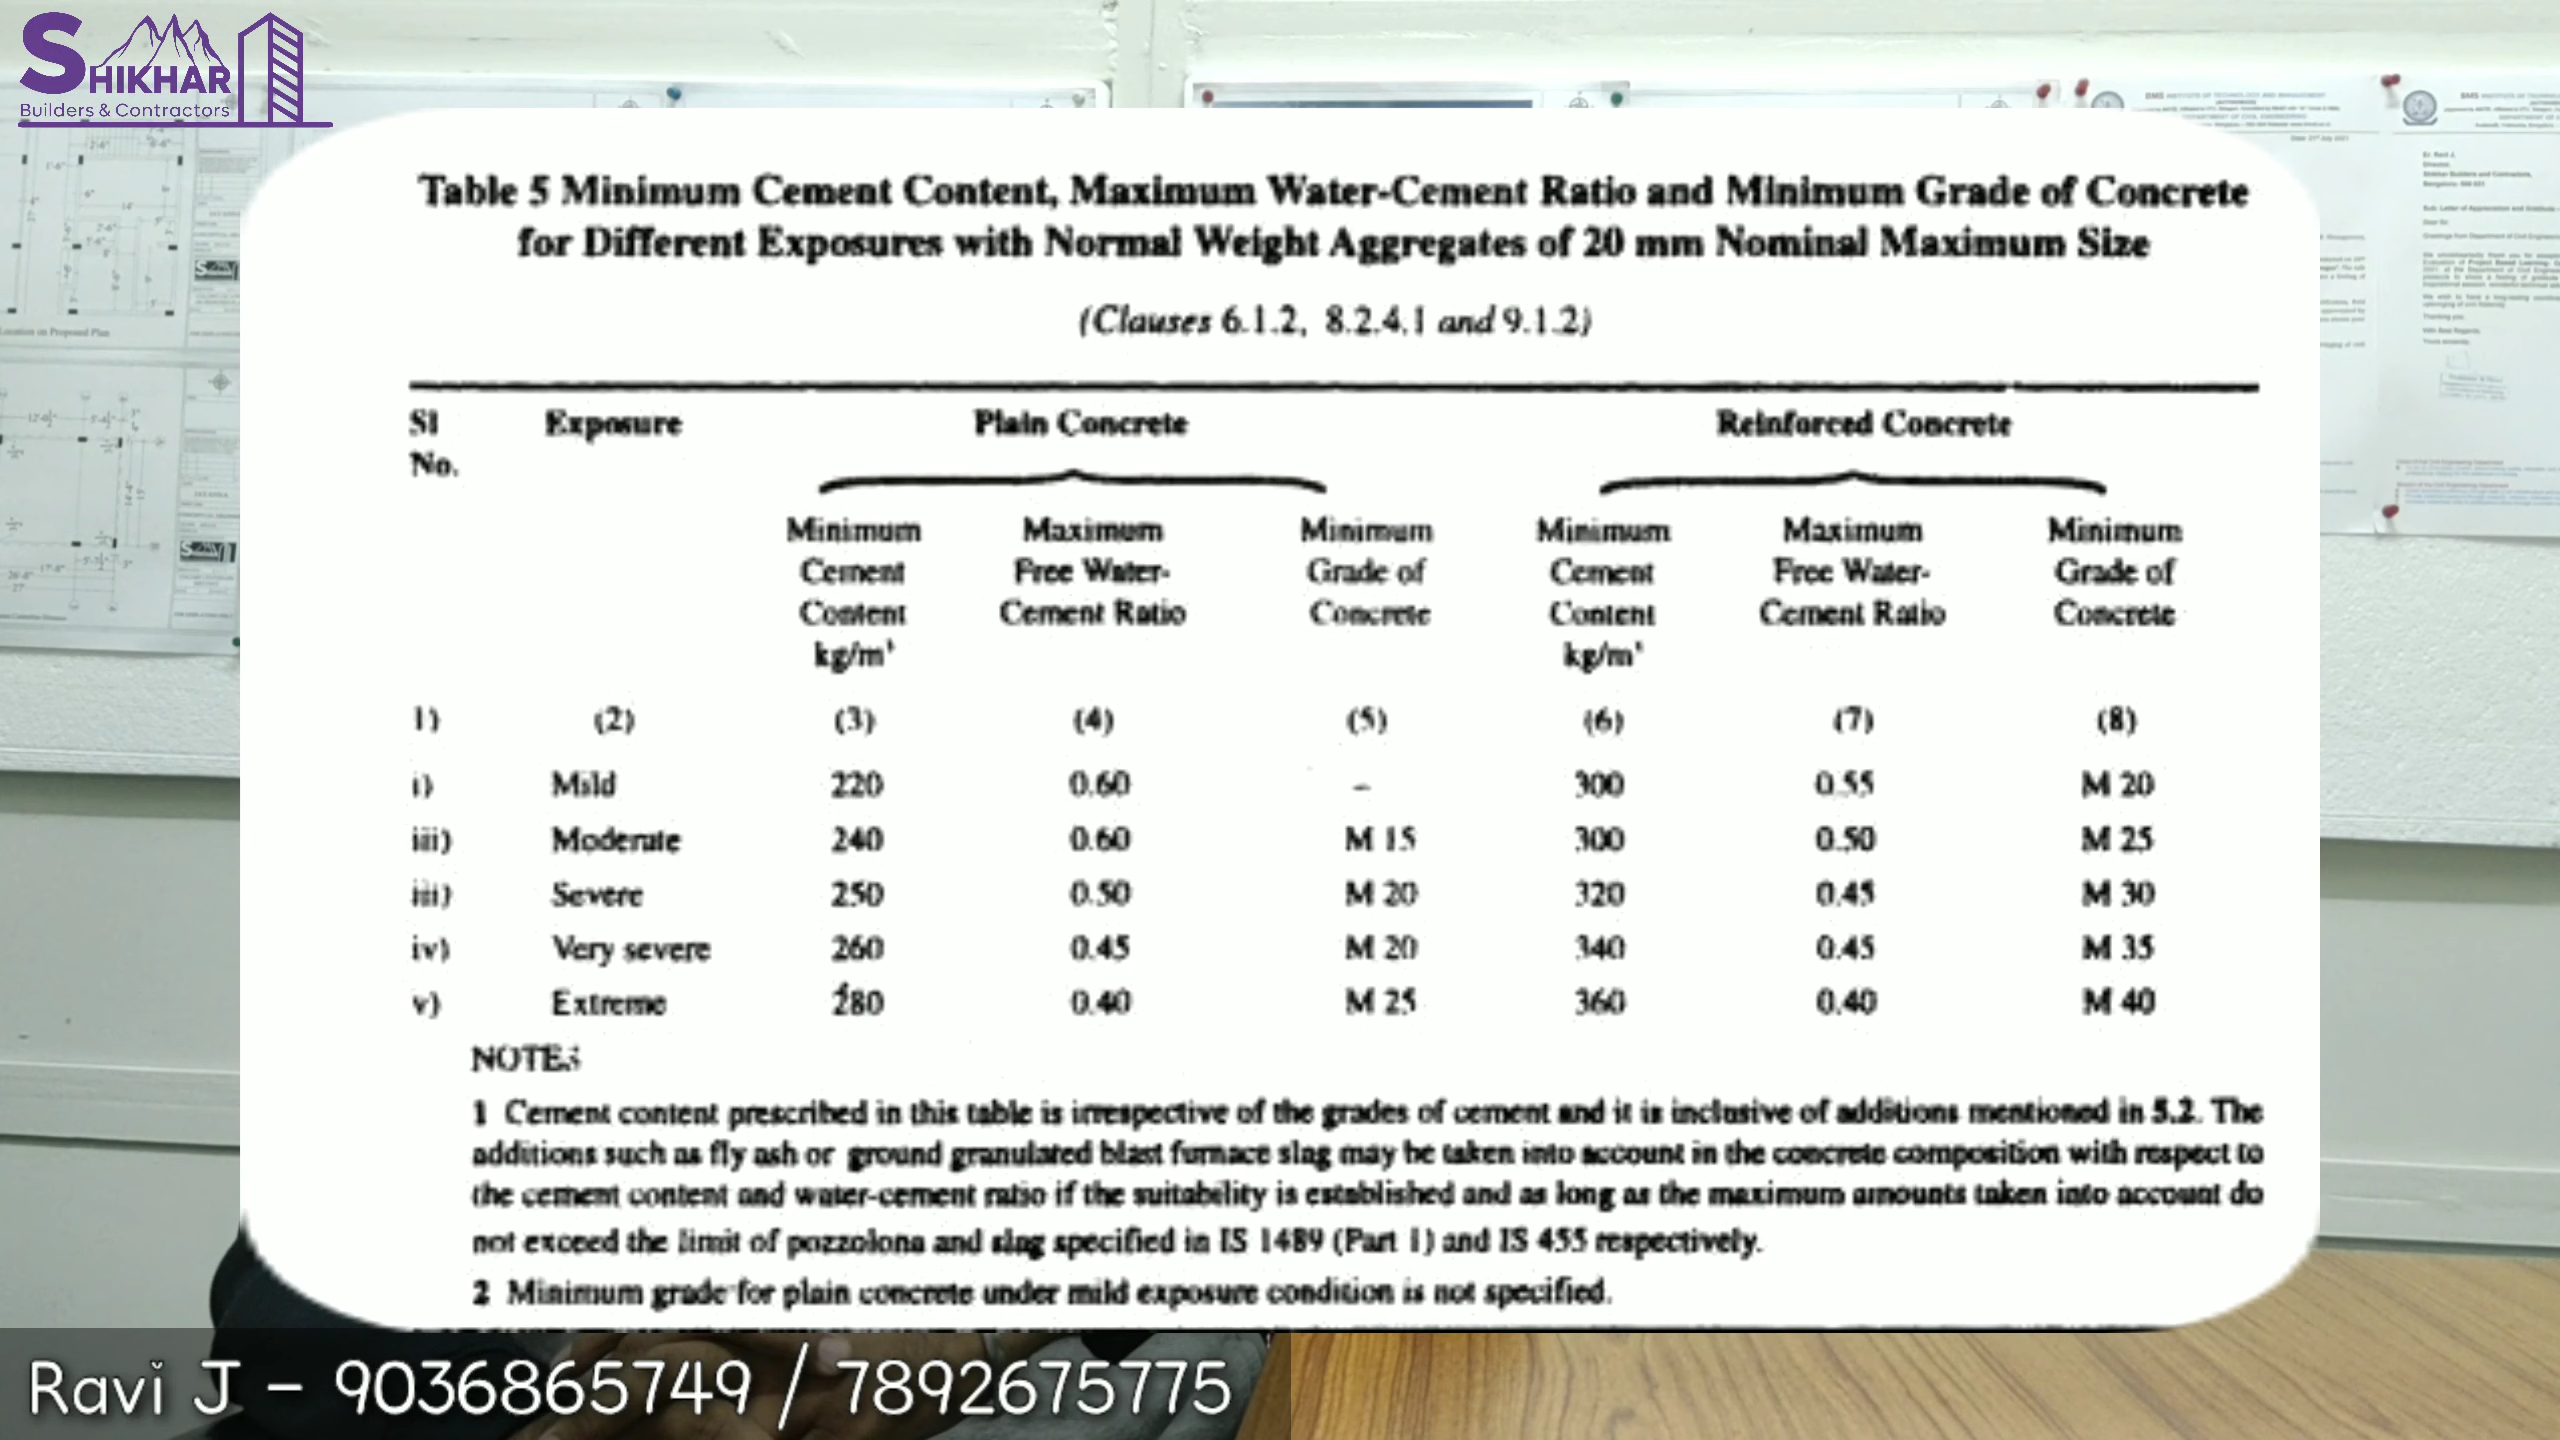 SHIKHAR
Builders & Contractors
Table 5 Minimum Cement Content, Maximum Water-Cement Ratio and Minimum Grade of Concrete
for Different Exposures with Normal Weight Aggregates of 20 mm Nominal Maximum Size
(Clauses 6.1.2, 8.2.4.1 and 9.1.2)
Sl No. Exposure Plain Concrete Reinforced Concrete
Minimum Maximum Minimum Minimum Maximum Minimum
Cement Free Water- Grade of Cement Free Water- Grade of
Content Cement Ratio Concrete Content Cement Ratio Concrete
kg/m³ kg/m³
1) (2) (3) (4) (5) (6) (7) (8)
i) Mild 220 0.60 – 300 0.55 M 20
iii) Moderate 240 0.60 M 15 300 0.50 M 25
iii) Severe 250 0.50 M 20 320 0.45 M 30
iv) Very severe 260 0.45 M 20 340 0.45 M 35
v) Extreme 280 0.40 M 25 360 0.40 M 40
NOTES
1 Cement content prescribed in this table is irrespective of the grades of cement and it is inclusive of additions mentioned in 5.2. The
additions such as fly ash or ground granulated blast furnace slag may be taken into account in the concrete composition with respect to
the cement content and water-cement ratio if the suitability is established and as long as the maximum amounts taken into account do
not exceed the limit of pozzolona and slag specified in IS 1489 (Part 1) and IS 455 respectively.
2 Minimum grade for plain concrete under mild exposure condition is not specified.
Ravi J - 9036865749 / 7892675775